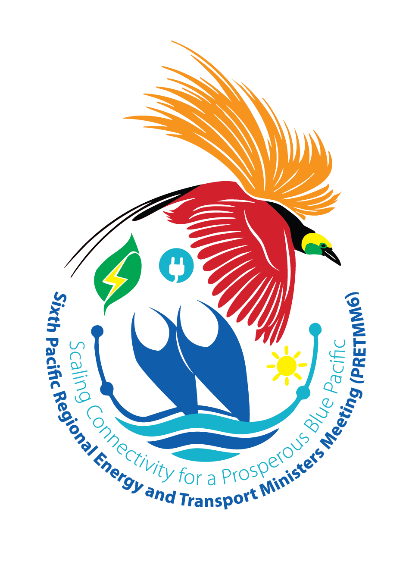 Sixth Pacific Regional Energy and Transport Ministers Meeting (PRETMM6)
Scaling Connectivity for a Prosperous Blue Pacific